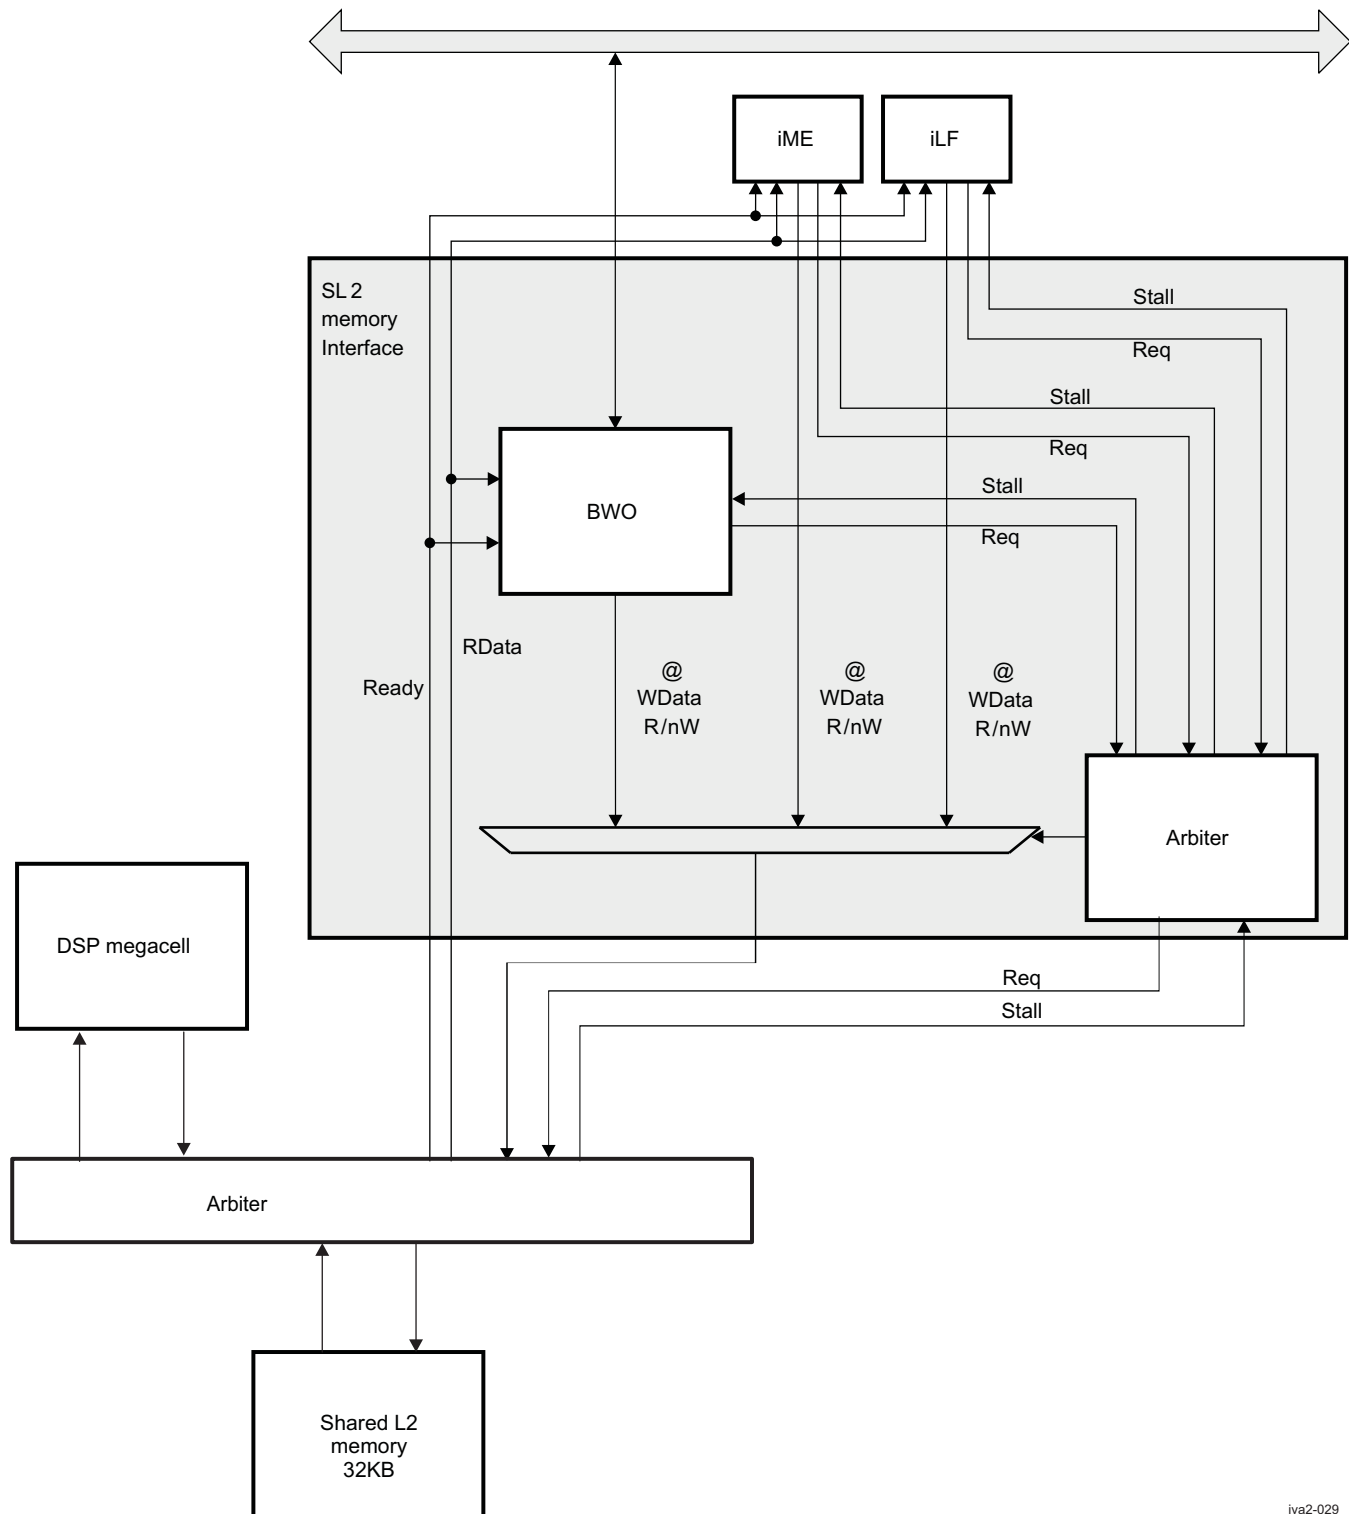 iME
iLF
SL 2
memory
Interface
Stall
Req
Stall
Req
Stall
BWO
Req
RData
Ready
@
WData
R/nW
@
WData
R/nW
@
WData
R/nW
Arbiter
DSP megacell
Req
Stall
Arbiter
Shared L2
memory
32KB
iva2-029